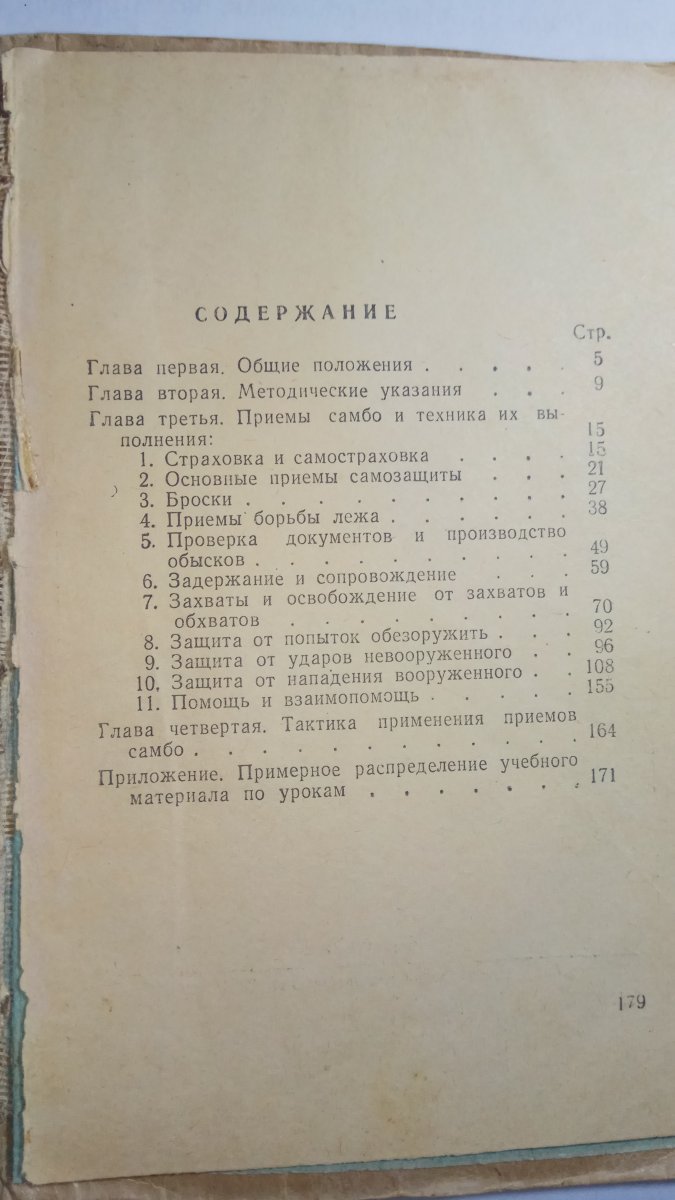 СОДЕРЖАНИЕ
Стр.
Глава первая. Общие положения . . . . . 5
Глава вторая. Методические указания . . . 9
Глава третья. Приемы самбо и техника их вы-
полнения: 15
1. Страховка и самостраховка . . . . 15
2. Основные приемы самозащиты . . . 21
3. Броски . . . . . . . . . . 27
4. Приемы борьбы лежа . . . . . . 38
5. Проверка документов и производство
обысков . . . . . . . . . 49
6. Задержание и сопровождение . . . 59
7. Захваты и освобождение от захватов и
обхватов . . . . . . . . 70
8. Защита от попыток обезоружить . . . 92
9. Защита от ударов невооруженного . . 96
10. Защита от нападения вооруженного . . 108
11. Помощь и взаимопомощь . . . . . 155
Глава четвертая. Тактика применения приемов
самбо . . . . . . . . . . . 164
Приложение. Примерное распределение учебного
материала по урокам . . . . . . 171
179